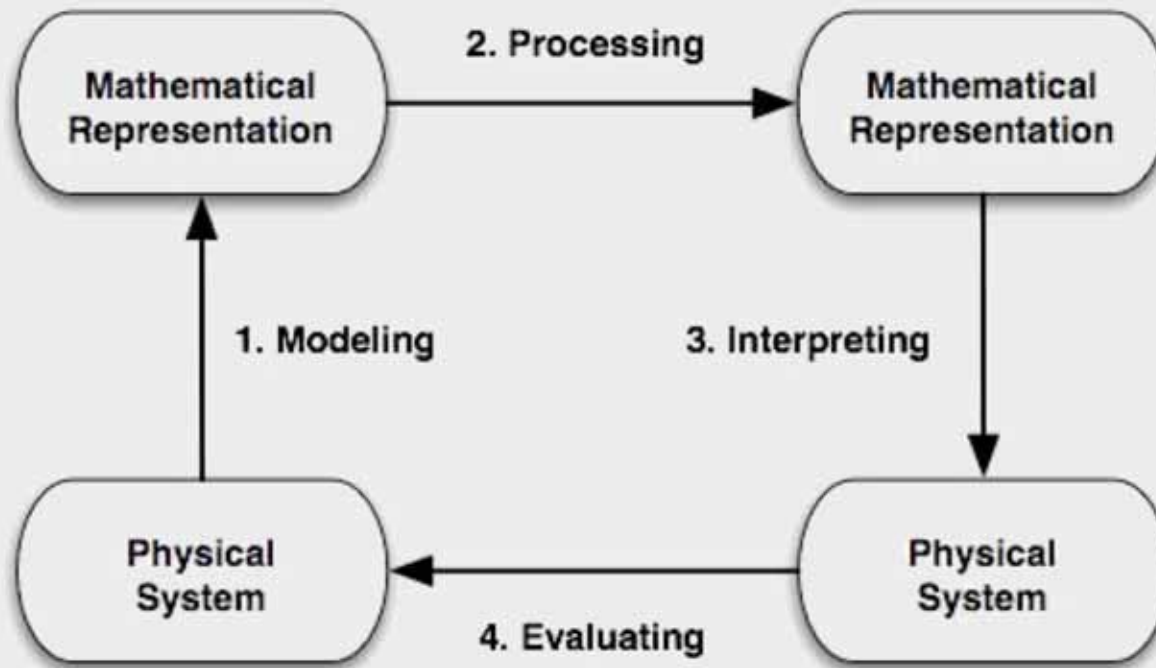 2. Processing
Mathematical
Representation
Mathematical
Representation
1. Modeling
3. Interpreting
Physical
System
Physical
System
4. Evaluating